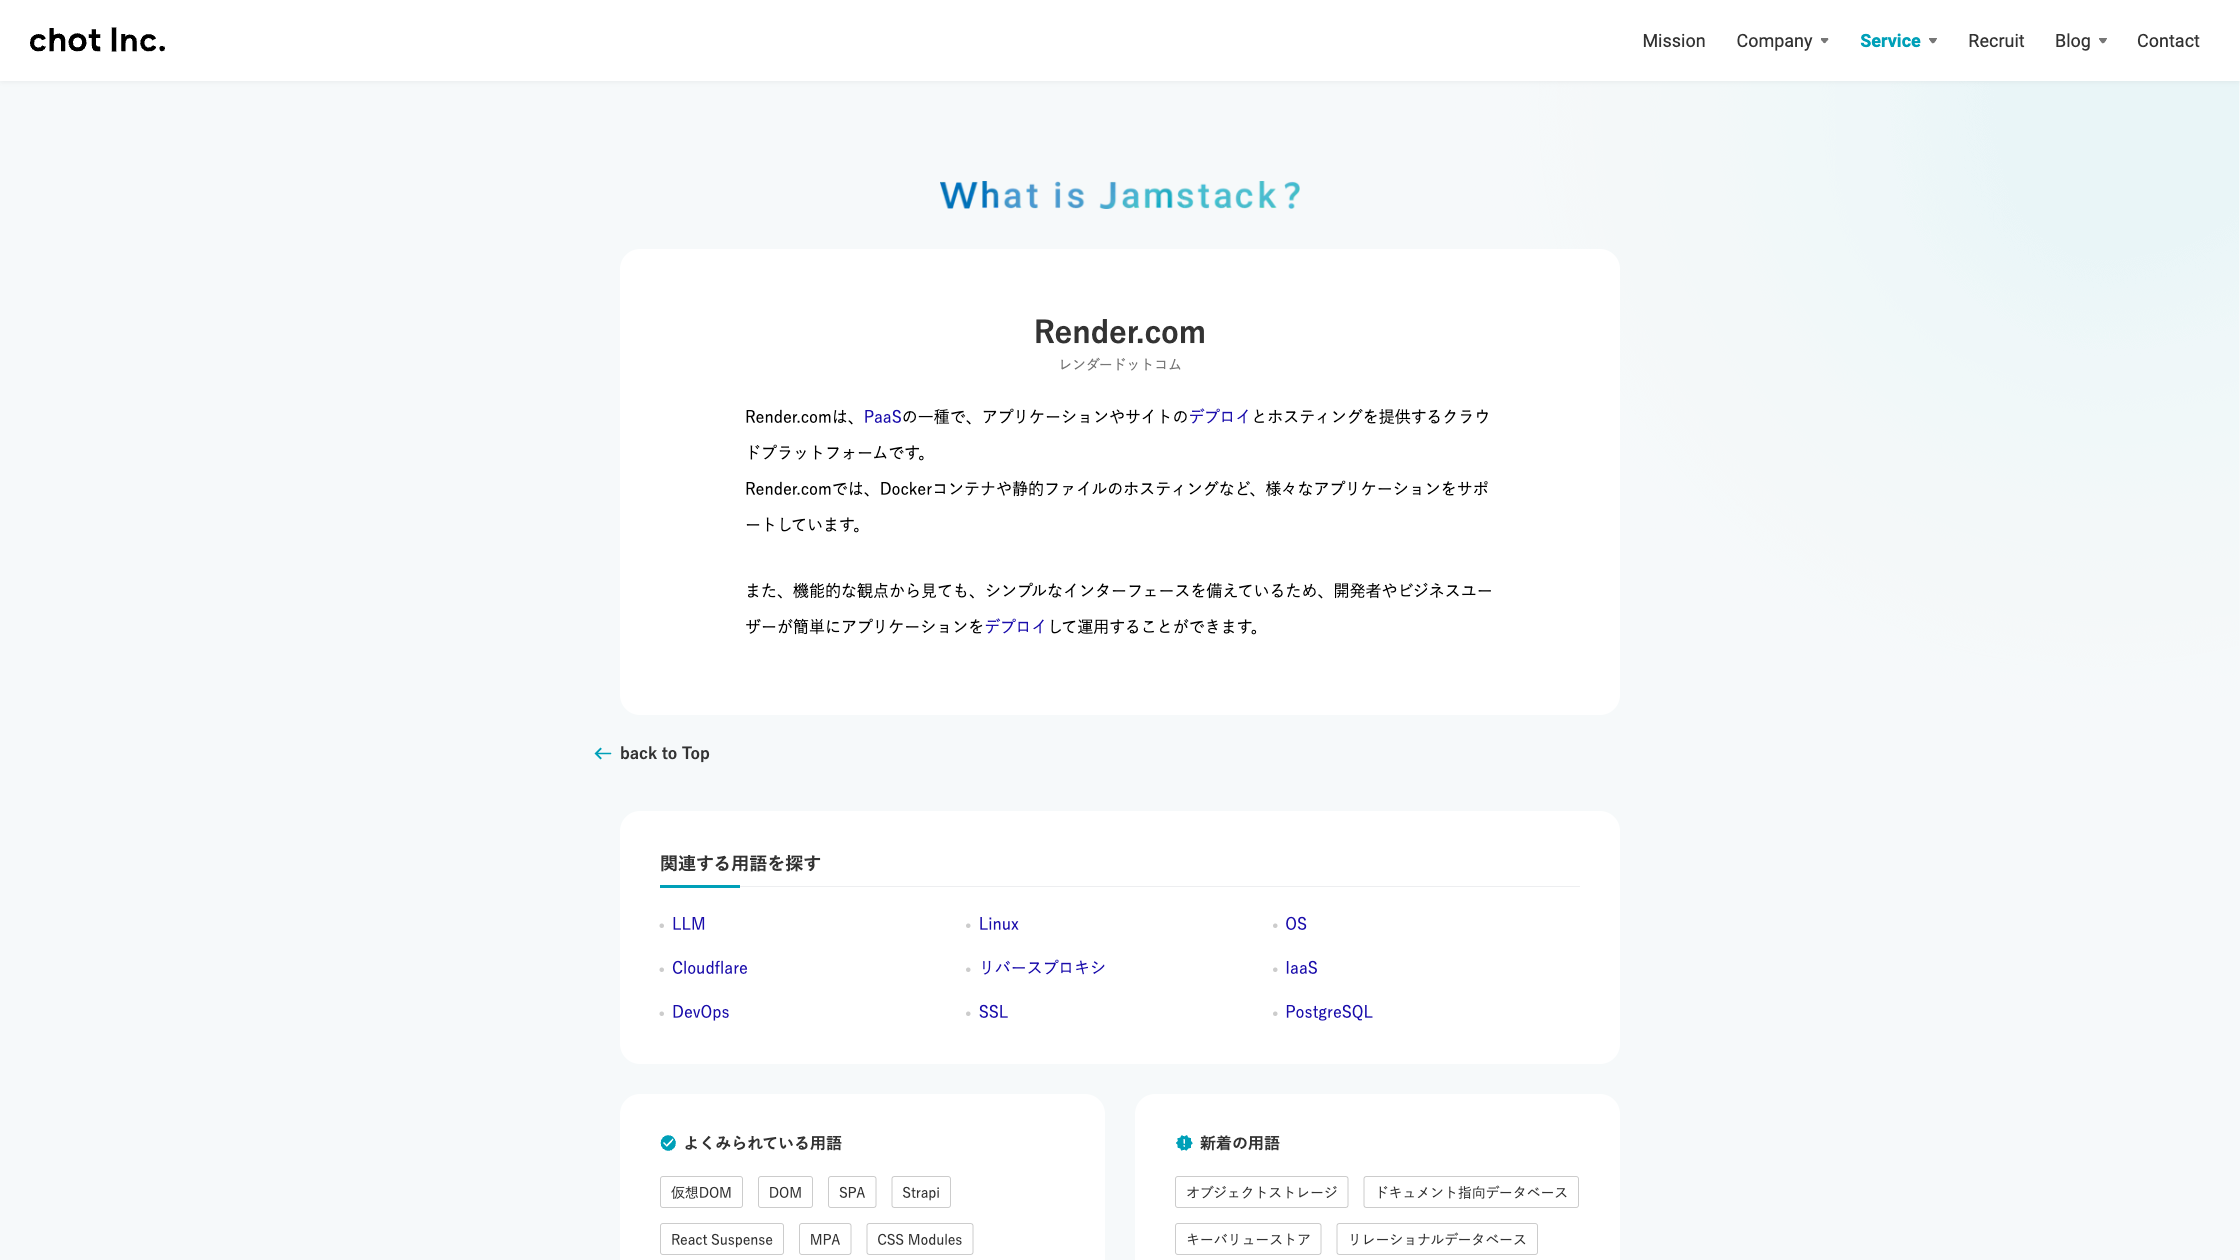 chot Inc.
Mission
Company
Service
Recruit
Blog
Contact
What is Jamstack?
Render.com
レンダードットコム
Render.comは、PaaSの一種で、アプリケーションやサイトのデプロイとホスティングを提供するクラウ
ドプラットフォームです。
Render.comでは、Dockerコンテナや静的ファイルのホスティングなど、様々なアプリケーションをサポ
ートしています。
また、機能的な観点から見ても、シンプルなインターフェースを備えているため、開発者やビジネスユー
ザーが簡単にアプリケーションをデプロイして運用することができます。
back to Top
関連する用語を探す
LLM
Linux
OS
Cloudflare
リバースプロキシ
IaaS
DevOps
SSL
PostgreSQL
よくみられている用語
仮想DOM
DOM
SPA
Strapi
React Suspense
MPA
CSS Modules
新着の用語
オブジェクトストレージ
ドキュメント指向データベース
キーバリューストア
リレーショナルデータベース